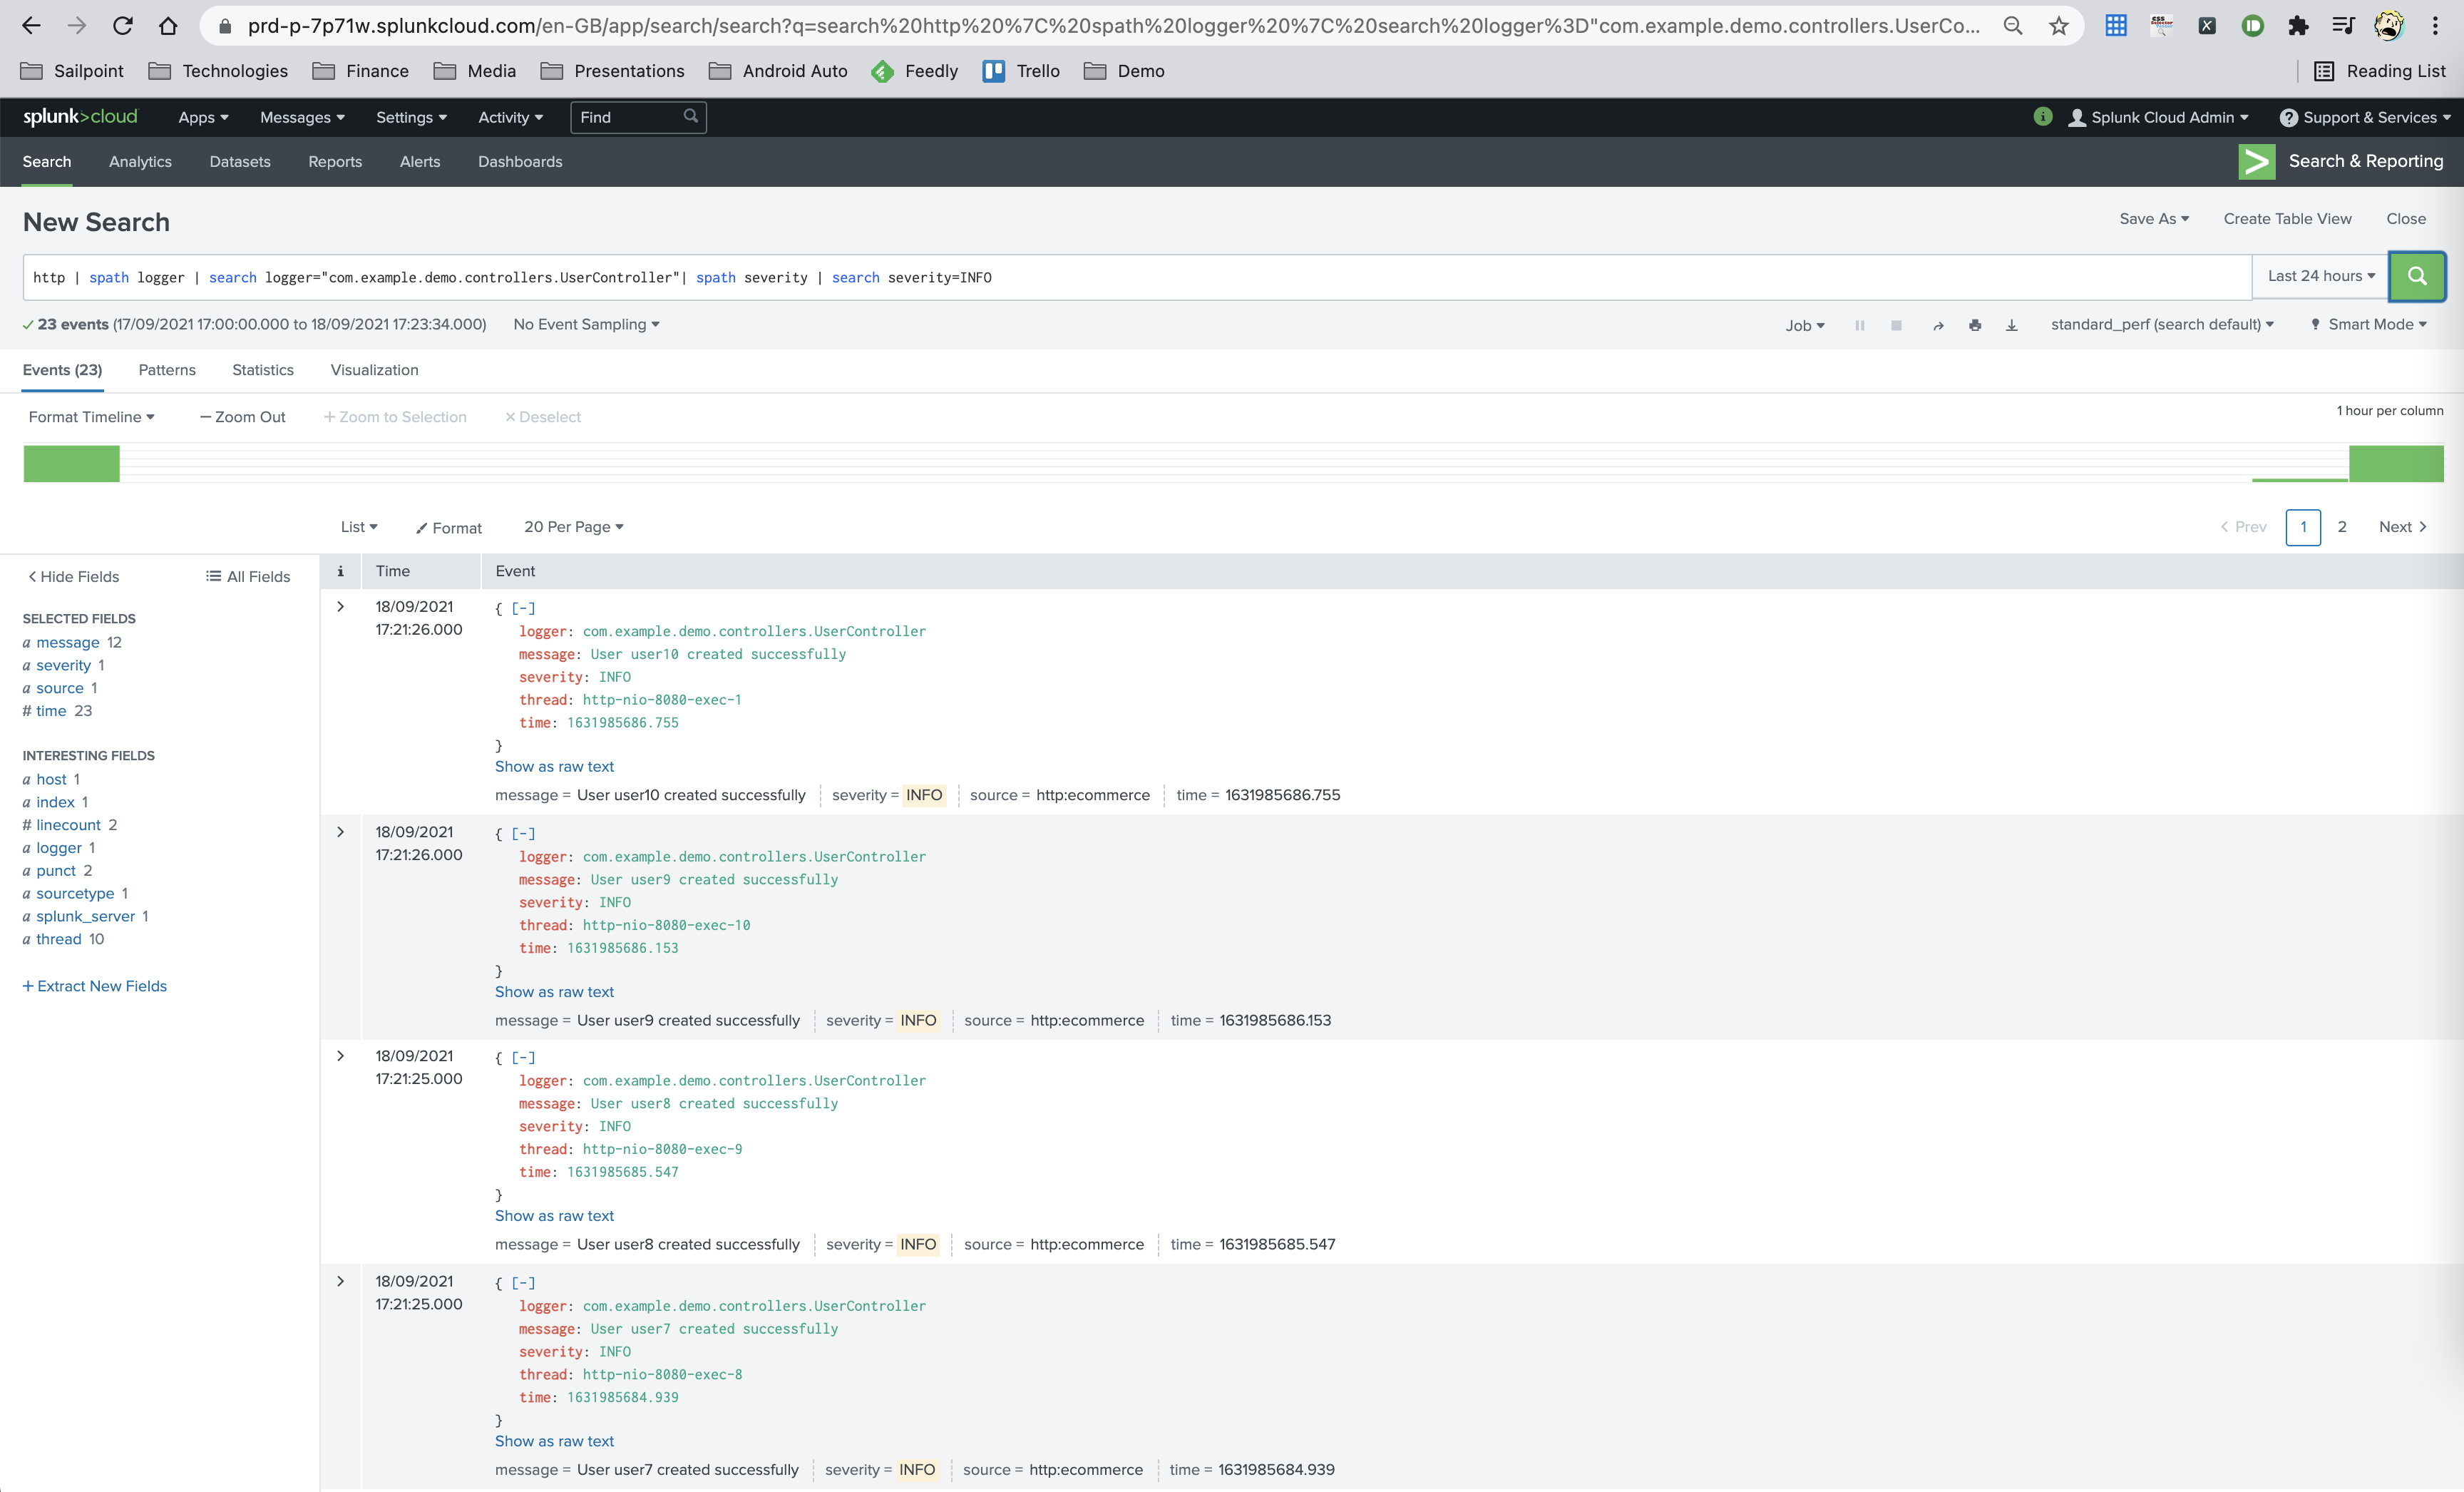 prd-p-7p71w.splunkcloud.com/en-GB/app/search/search?q=search%20http%20%7C%20spath%20logger%20%7C%20search%20logger%3D"com.example.demo.controllers.UserCo...
Sailpoint Technologies Finance Media Presentations Android Auto Feedly Trello Demo Reading List
splunk>cloud Apps Messages Settings Activity Find Splunk Cloud Admin Support & Services
Search Analytics Datasets Reports Alerts Dashboards Search & Reporting
New Search Save As Create Table View Close
http | spath logger | search logger="com.example.demo.controllers.UserController"| spath severity | search severity=INFO Last 24 hours
23 events (17/09/2021 17:00:00.000 to 18/09/2021 17:23:34.000) No Event Sampling Job standard_perf (search default) Smart Mode
Events (23) Patterns Statistics Visualization
Format Timeline — Zoom Out + Zoom to Selection × Deselect 1 hour per column
List Format 20 Per Page < Prev 1 2 Next >
< Hide Fields All Fields
SELECTED FIELDS
a message 12
a severity 1
a source 1
# time 23
INTERESTING FIELDS
a host 1
a index 1
# linecount 2
a logger 1
a punct 2
a sourcetype 1
a splunk_server 1
a thread 10
+ Extract New Fields
i Time Event
> 18/09/2021 17:21:26.000
{ [-]
logger: com.example.demo.controllers.UserController
message: User user10 created successfully
severity: INFO
thread: http-nio-8080-exec-1
time: 1631985686.755
}
Show as raw text
message = User user10 created successfully severity = INFO source = http:ecommerce time = 1631985686.755
> 18/09/2021 17:21:26.000
{ [-]
logger: com.example.demo.controllers.UserController
message: User user9 created successfully
severity: INFO
thread: http-nio-8080-exec-10
time: 1631985686.153
}
Show as raw text
message = User user9 created successfully severity = INFO source = http:ecommerce time = 1631985686.153
> 18/09/2021 17:21:25.000
{ [-]
logger: com.example.demo.controllers.UserController
message: User user8 created successfully
severity: INFO
thread: http-nio-8080-exec-9
time: 1631985685.547
}
Show as raw text
message = User user8 created successfully severity = INFO source = http:ecommerce time = 1631985685.547
> 18/09/2021 17:21:25.000
{ [-]
logger: com.example.demo.controllers.UserController
message: User user7 created successfully
severity: INFO
thread: http-nio-8080-exec-8
time: 1631985684.939
}
Show as raw text
message = User user7 created successfully severity = INFO source = http:ecommerce time = 1631985684.939